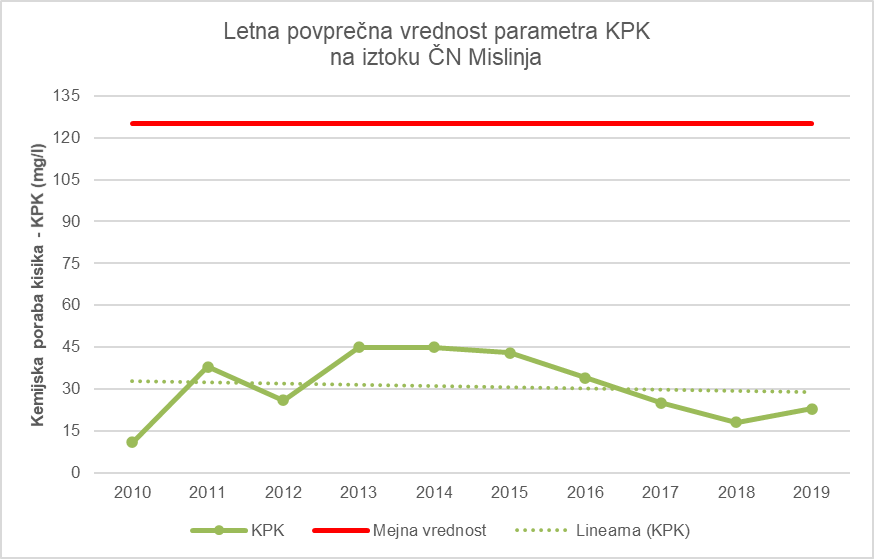 Letna povprečna vrednost parametra KPK
na iztoku ČN Mislinja
Kemijska poraba kisika - KPK (mg/l)
135
120
105
90
75
60
45
30
15
0
2010 2011 2012 2013 2014 2015 2016 2017 2018 2019
KPK Mejna vrednost Linearna (KPK)